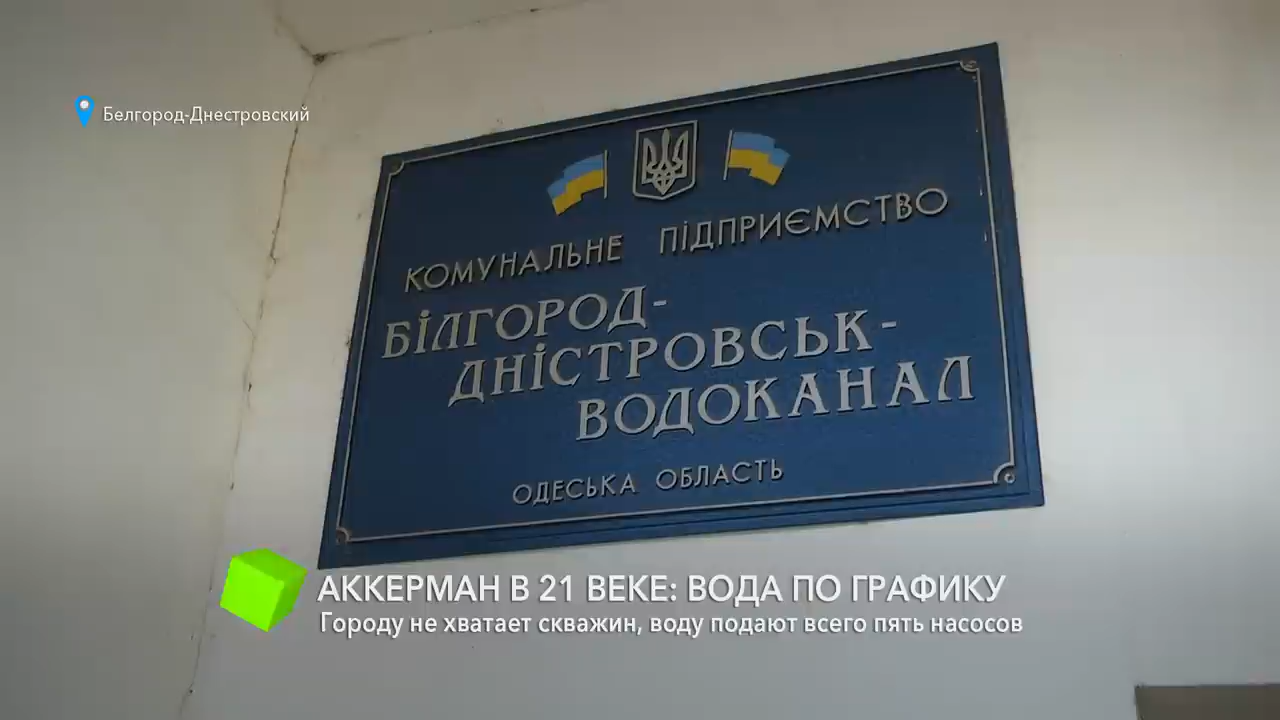 Белгород-Днестровский
КОМУНАЛЬНЕ ПІДПРИЄМСТВО
БІЛГОРОД-
ДНІСТРОВСЬК-
ВОДОКАНАЛ
ОДЕСЬКА ОБЛАСТЬ
АККЕРМАН В 21 ВЕКЕ: ВОДА ПО ГРАФИКУ
Городу не хватает скважин, воду подают всего пять насосов